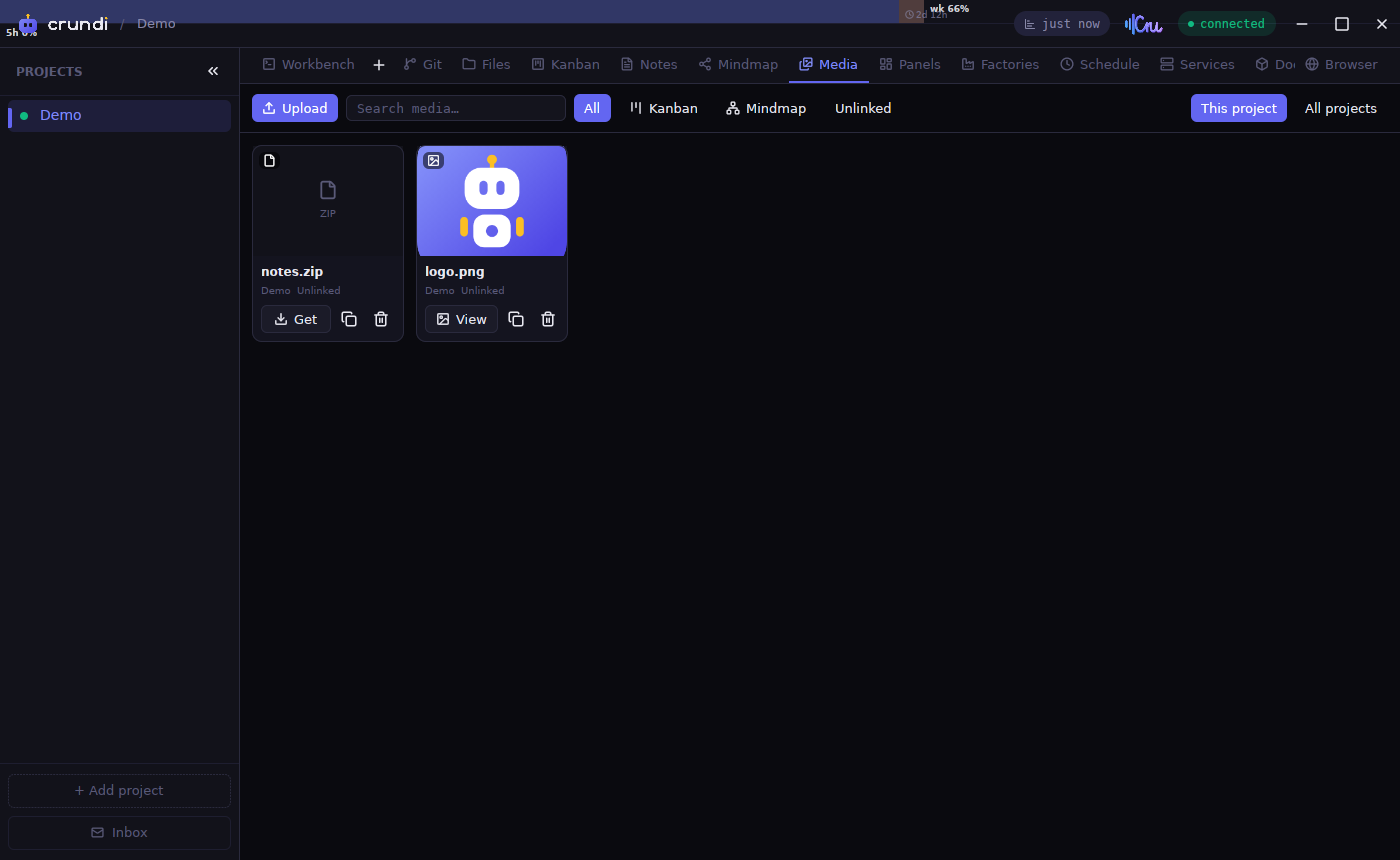 wk 66%
2d 12h
crundi / Demo
just now
Cru
connected
PROJECTS
Workbench
Git
Files
Kanban
Notes
Mindmap
Media
Panels
Factories
Schedule
Services
Browser
Demo
Upload
Search media…
All
Kanban
Mindmap
Unlinked
This project
All projects
ZIP
notes.zip
Demo Unlinked
Get
logo.png
Demo Unlinked
View
+ Add project
Inbox